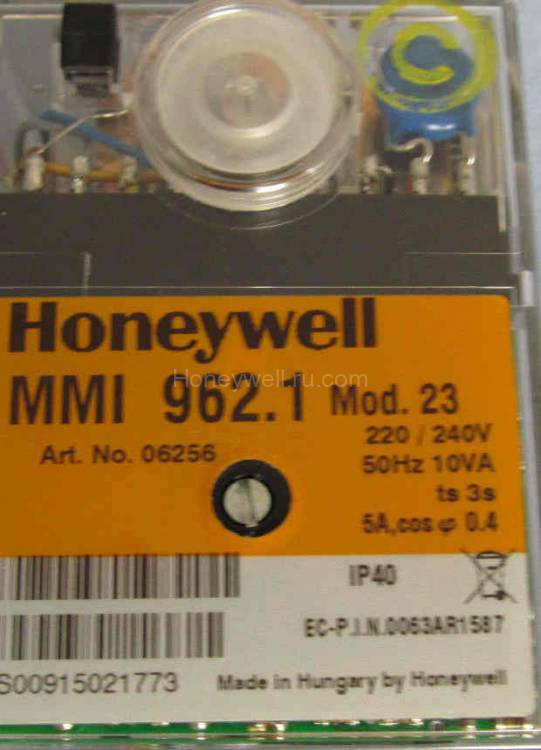 Honeywell
MMI 962.1 Mod. 23
Honeywell-ru.com
Art. No. 06256
220 / 240V
50Hz 10VA
ts 3s
5A,cos φ 0.4
IP40
EC-P.I.N.0063AR1587
S00915021773
Made in Hungary by Honeywell